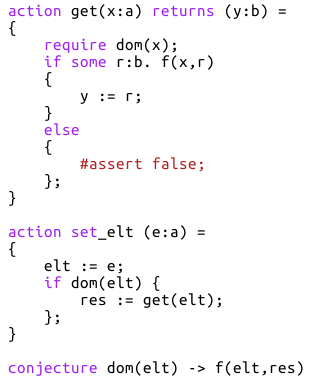 action get(x:a) returns (y:b) =
{
    require dom(x);
    if some r:b. f(x,r)
    {
        y := r;
    }
    else
    {
        #assert false;
    };
}

action set_elt (e:a) =
{
    elt := e;
    if dom(elt) {
        res := get(elt);
    };
}

conjecture dom(elt) -> f(elt,res)